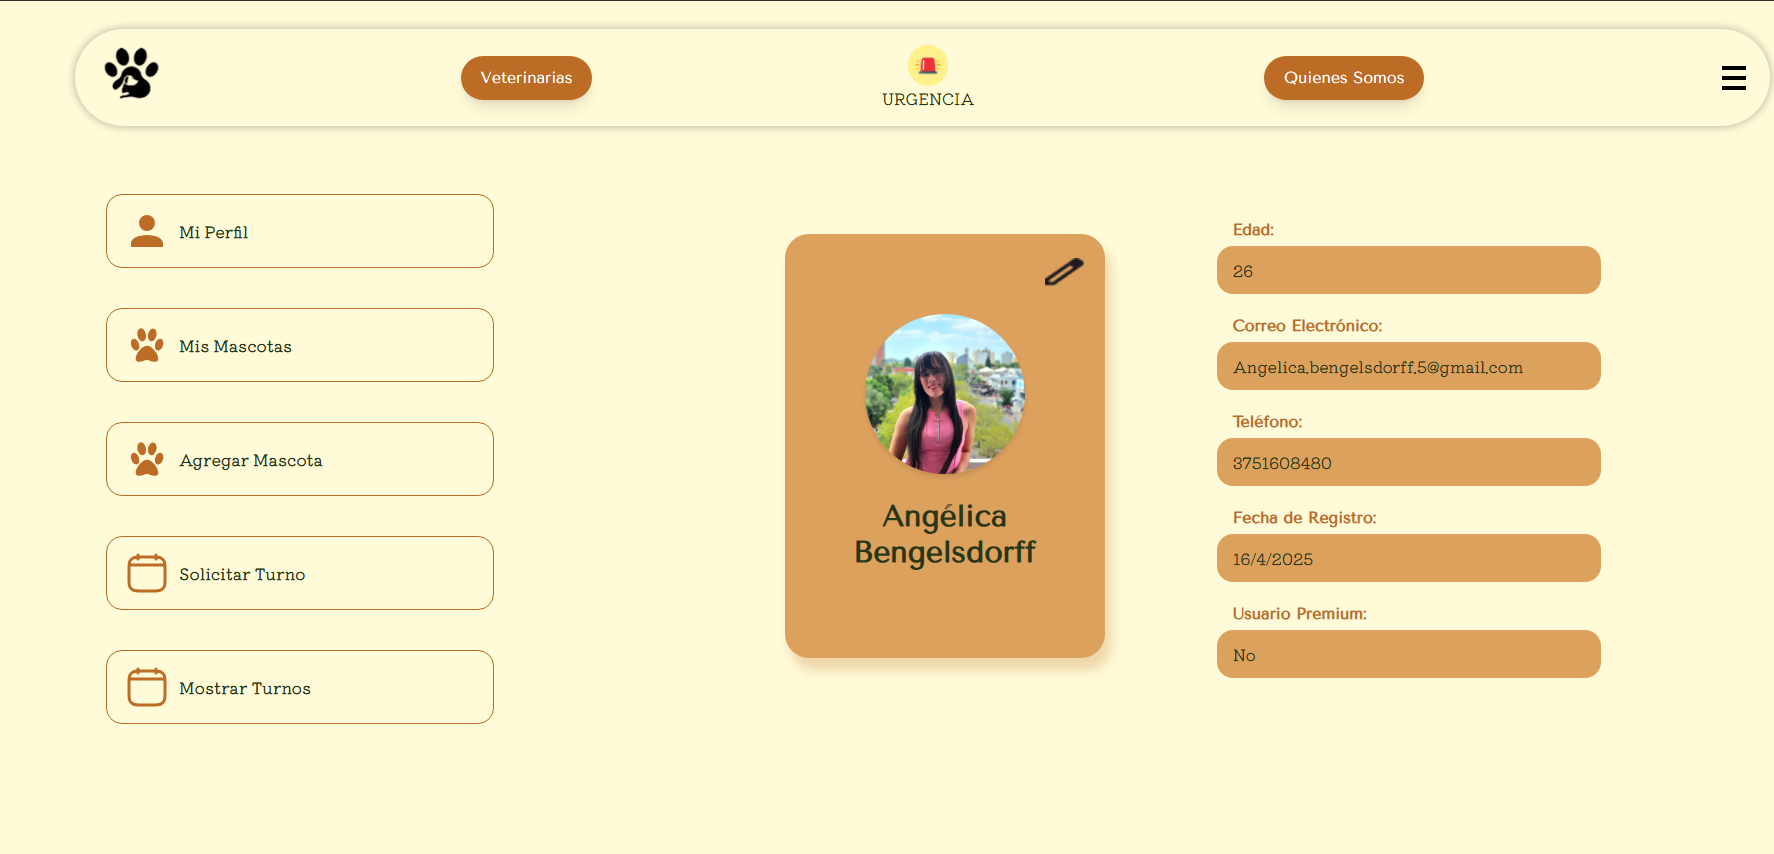 Veterinarias
URGENCIA
Quienes Somos
Mi Perfil
Mis Mascotas
Agregar Mascota
Solicitar Turno
Mostrar Turnos
Angélica
Bengelsdorff
Edad:
26
Correo Electrónico:
Angelica.bengelsdorff.5@gmail.com
Teléfono:
3751608480
Fecha de Registro:
16/4/2025
Usuario Premium:
No